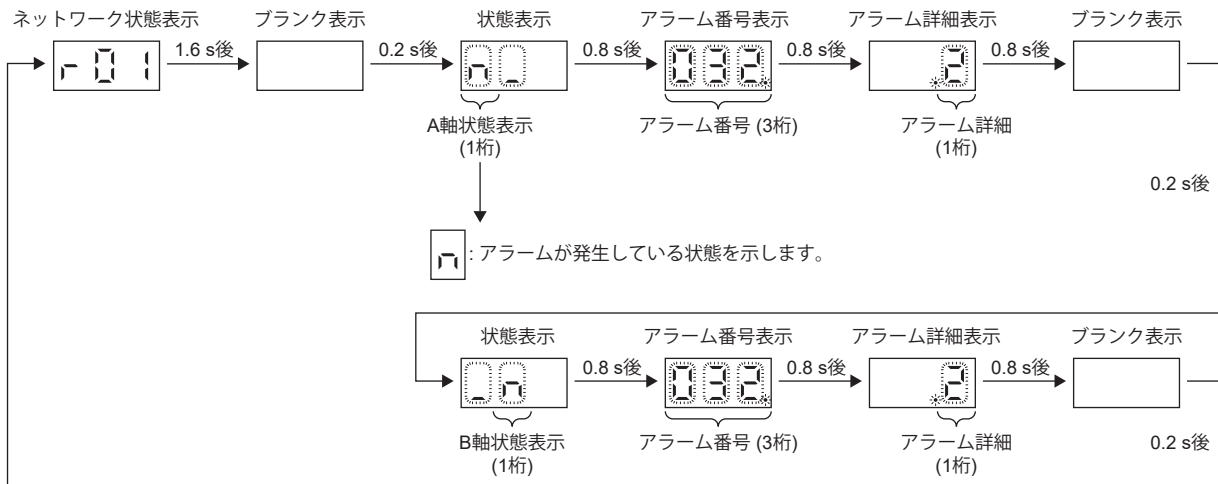 ネットワーク状態表示 ブランク表示 状態表示 アラーム番号表示 アラーム詳細表示 ブランク表示
r01 1.6 s後 0.2 s後 n_ 0.8 s後 032. 0.8 s後 .2 0.8 s後
A軸状態表示 アラーム番号 (3桁) アラーム詳細
(1桁) (1桁)
0.2 s後
n : アラームが発生している状態を示します。
状態表示 アラーム番号表示 アラーム詳細表示 ブランク表示
_n 0.8 s後 032. 0.8 s後 .2 0.8 s後
B軸状態表示 アラーム番号 (3桁) アラーム詳細 0.2 s後
(1桁) (1桁)